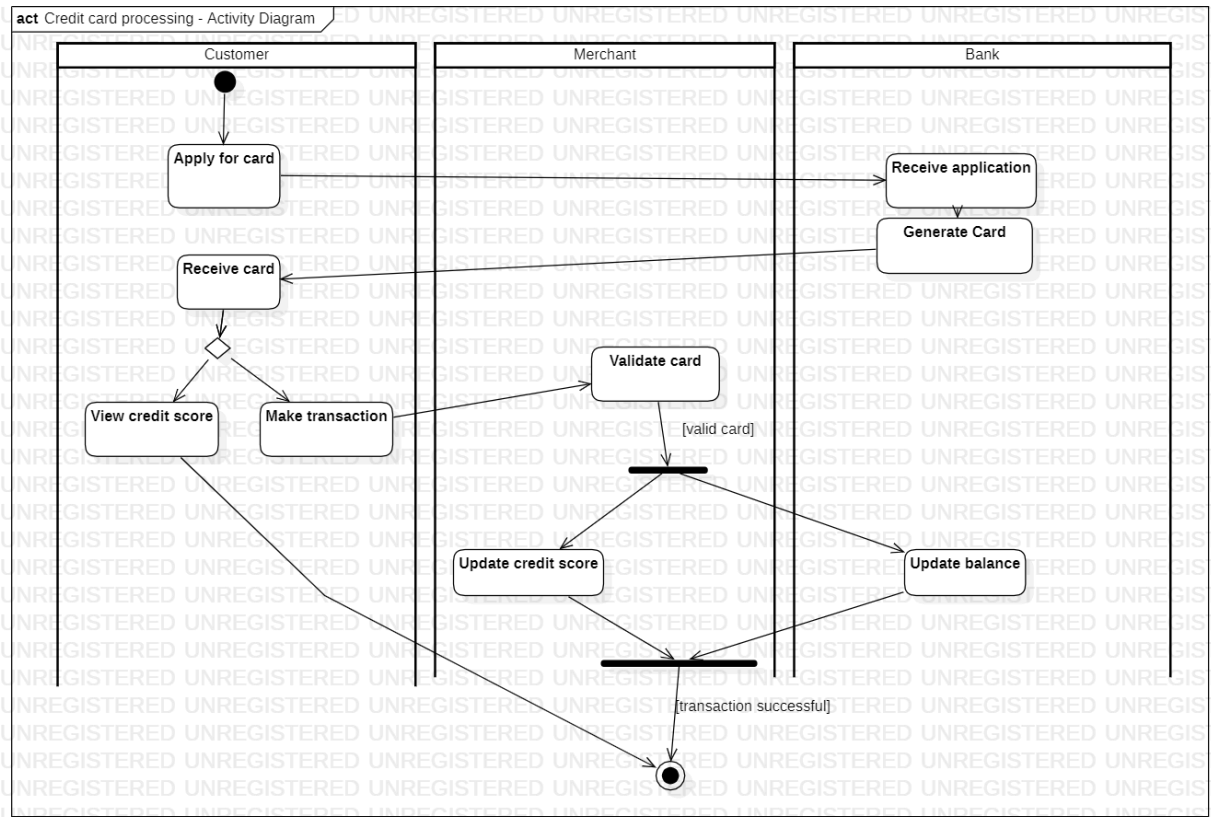 act Credit card processing - Activity Diagram
Customer
Merchant
Bank
Apply for card
Receive application
Generate Card
Receive card
Validate card
View credit score
Make transaction
[valid card]
Update credit score
Update balance
[transaction successful]
UNREGISTERED